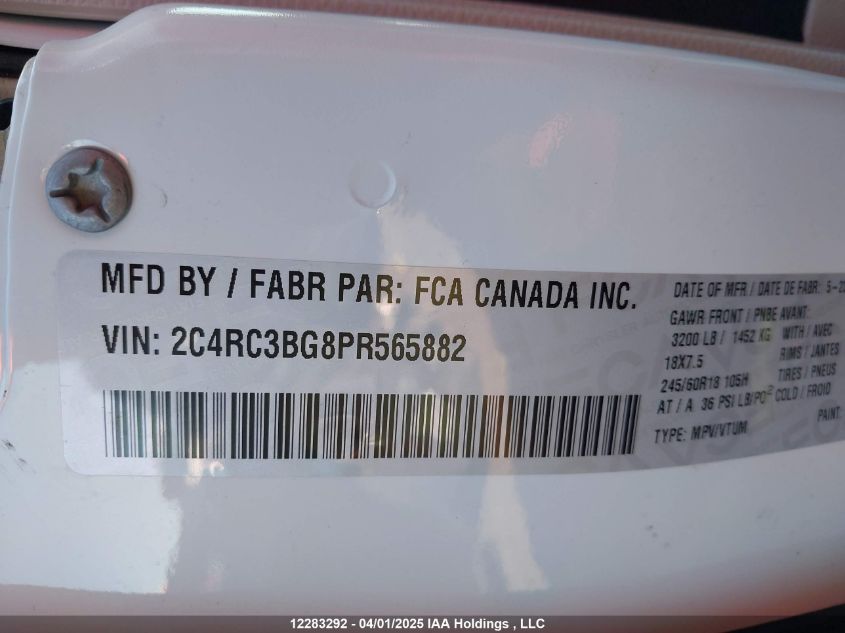 MFD BY / FABR PAR: FCA CANADA INC.
VIN: 2C4RC3BG8PR565882
DATE OF MFR / DATE DE FABR: 5-2
GAWR FRONT / PNBE AVANT:
3200 LB / 1452 KG WITH / AVEC
18X7.5 RIMS / JANTES
245/60R18 105H TIRES / PNEUS
AT / A 36 PSI LB/PO² COLD / FROID
TYPE: MPV/VTUM PAINT:
12283292 - 04/01/2025 IAA Holdings , LLC